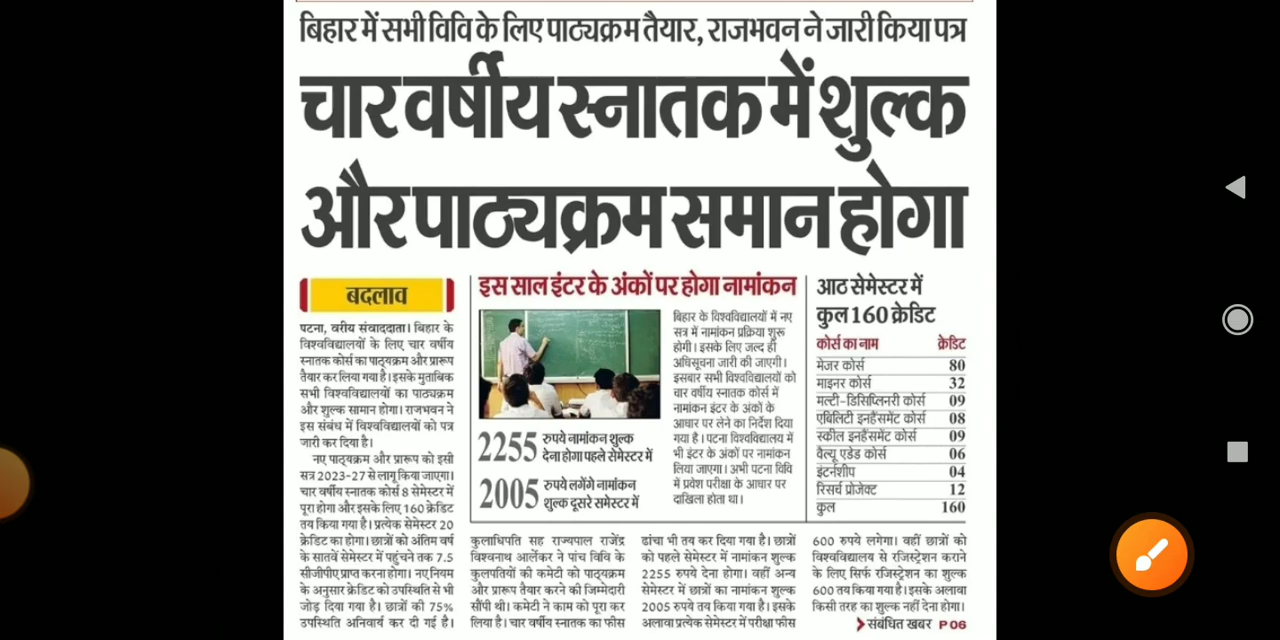 बिहार में सभी विवि के लिए पाठ्यक्रम तैयार, राजभवन ने जारी किया पत्र
चार वर्षीय स्नातक में शुल्क
और पाठ्यक्रम समान होगा
बदलाव
पटना, वरीय संवाददाता। बिहार के
विश्वविद्यालयों के लिए चार वर्षीय
स्नातक कोर्स का पाठ्यक्रम और प्रारूप
तैयार कर लिया गया है। इसके मुताबिक
सभी विश्वविद्यालयों का पाठ्यक्रम
और शुल्क सामान होगा। राजभवन ने
इस संबंध में विश्वविद्यालयों को पत्र
जारी कर दिया है।
नए पाठ्यक्रम और प्रारूप को इसी
सत्र 2023-27 से लागू किया जाएगा।
चार वर्षीय स्नातक कोर्स 8 सेमेस्टर में
पूरा होगा और इसके लिए 160 क्रेडिट
तय किया गया है। प्रत्येक सेमेस्टर 20
क्रेडिट का होगा। छात्रों को अंतिम वर्ष
के सातवें सेमेस्टर में पहुंचने तक 7.5
सीजीपीए प्राप्त करना होगा। नए नियम
के अनुसार क्रेडिट को उपस्थिति से भी
जोड़ दिया गया है। छात्रों की 75%
उपस्थिति अनिवार्य कर दी गई है।
इस साल इंटर के अंकों पर होगा नामांकन
2255 रुपये नामांकन शुल्क
देना होगा पहले सेमेस्टर में
2005 रुपये लगेंगे नामांकन
शुल्क दूसरे सेमेस्टर में
बिहार के विश्वविद्यालयों में नए
सत्र में नामांकन प्रक्रिया शुरू
होगी। इसके लिए जल्द ही
अधिसूचना जारी की जाएगी।
इसबार सभी विश्वविद्यालयों को
चार वर्षीय स्नातक कोर्स में
नामांकन इंटर के अंकों के
आधार पर लेने का निर्देश दिया
गया है। पटना विश्वविद्यालय में
भी इंटर के अंकों पर नामांकन
लिया जाएगा। अभी पटना विवि
में प्रवेश परीक्षा के आधार पर
दाखिला होता था।
आठ सेमेस्टर में
कुल 160 क्रेडिट
कोर्स का नाम क्रेडिट
मेजर कोर्स 80
माइनर कोर्स 32
मल्टी-डिसिप्लिनरी कोर्स 09
एबिलिटी इनहैंसमेंट कोर्स 08
स्कील इनहैंसमेंट कोर्स 09
वैल्यू एडेड कोर्स 06
इंटर्नशीप 04
रिसर्च प्रोजेक्ट 12
कुल 160
कुलाधिपति सह राज्यपाल राजेंद्र
विश्वनाथ आर्लेकर ने पांच विवि के
कुलपतियों की कमेटी को पाठ्यक्रम
और प्रारूप तैयार करने की जिम्मेदारी
सौंपी थी। कमेटी ने काम को पूरा कर
लिया है। चार वर्षीय स्नातक का फीस
ढांचा भी तय कर दिया गया है। छात्रों
को पहले सेमेस्टर में नामांकन शुल्क
2255 रुपये देना होगा। वहीं अन्य
सेमेस्टर में छात्रों का नामांकन शुल्क
2005 रुपये तय किया गया है। इसके
अलावा प्रत्येक सेमेस्टर में परीक्षा फीस
600 रुपये लगेगा। वहीं छात्रों को
विश्वविद्यालय से रजिस्ट्रेशन कराने
के लिए सिर्फ रजिस्ट्रेशन का शुल्क
600 तय किया गया है। इसके अलावा
किसी तरह का शुल्क नहीं देना होगा।
संबंधित खबर P 06